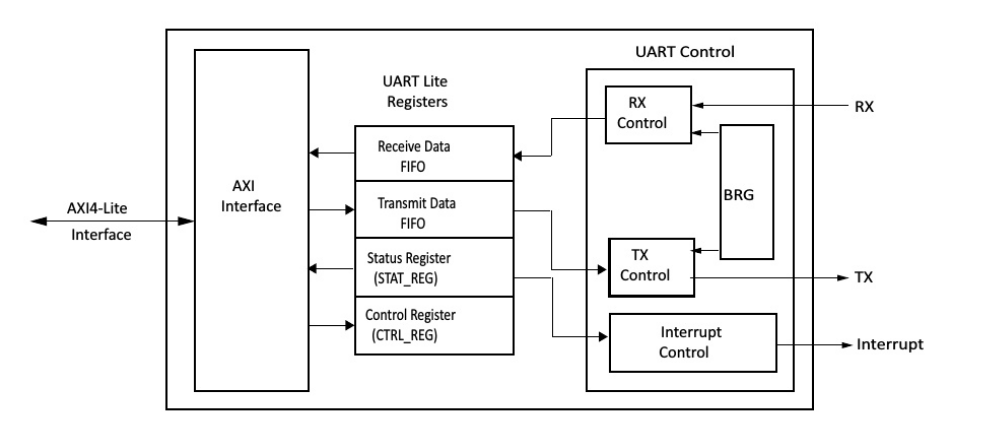 UART Control
UART Lite
Registers
RX
Control
RX
Receive Data
FIFO
AXI
Interface
BRG
Transmit Data
FIFO
AXI4-Lite
Interface
Status Register
(STAT_REG)
TX
Control
TX
Control Register
(CTRL_REG)
Interrupt
Control
Interrupt